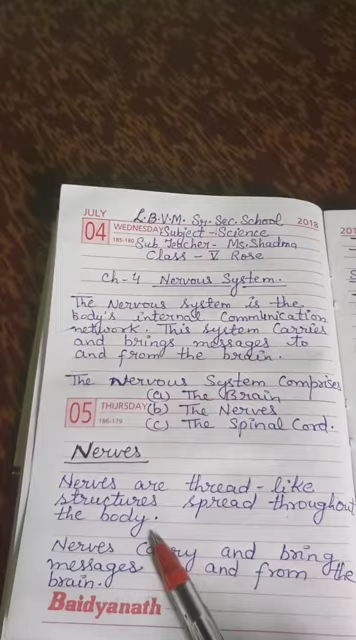 JULY
L.B.V.M. Sr. Sec. School 2018
04 WEDNESDAY Subject - Science
185-180 Sub. Teacher - Ms. Shadma
Class - V Rose
Ch-4 Nervous System.
The Nervous System is the
body's internal Communication
network. This system Carries
and brings messages to
and from the brain.
The Nervous System Comprises
(a) The Brain
05 THURSDAY (b) The Nerves
186-179 (c) The Spinal Cord.
Nerves
Nerves are thread-like
structures spread throughout
the body.
Nerves and bring
messages and from the
brain.
Baidyanath
201